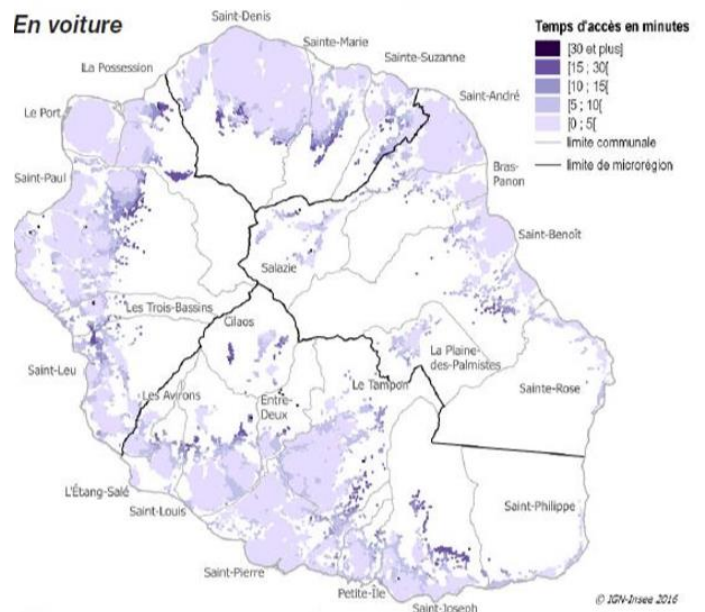 En voiture
Temps d'accès en minutes
[30 et plus]
[15 ; 30[
[10 ; 15[
[5 ; 10[
[0 ; 5[
limite communale
limite de microrégion
Saint-Denis
Sainte-Marie
Sainte-Suzanne
La Possession
Saint-André
Le Port
Bras-
Panon
Saint-Paul
Saint-Benoît
Salazie
Les Trois-Bassins
Cilaos
La Plaine-
des-Palmistes
Saint-Leu
Les Avirons
Entre-
Deux
Le Tampon
Sainte-Rose
L'Étang-Salé
Saint-Louis
Saint-Philippe
Saint-Pierre
Petite-Île
Saint-Joseph
© IGN-Insee 2016